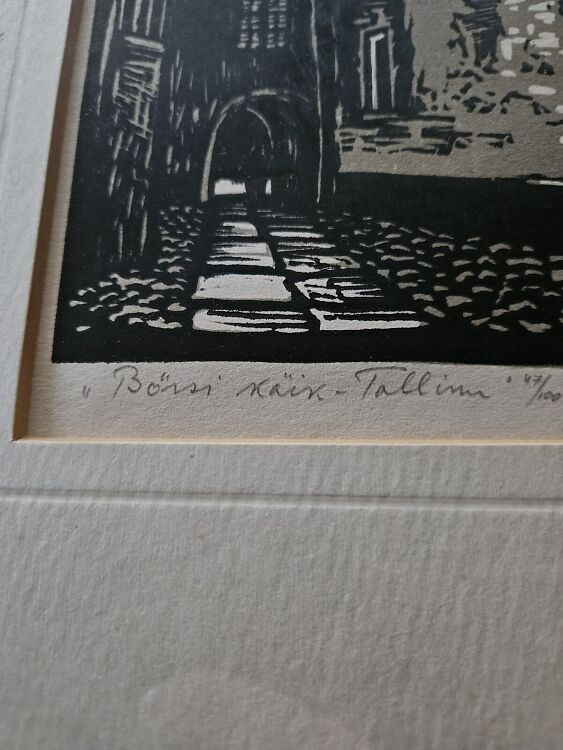 „Börsi käik - Tallinn" 47/100